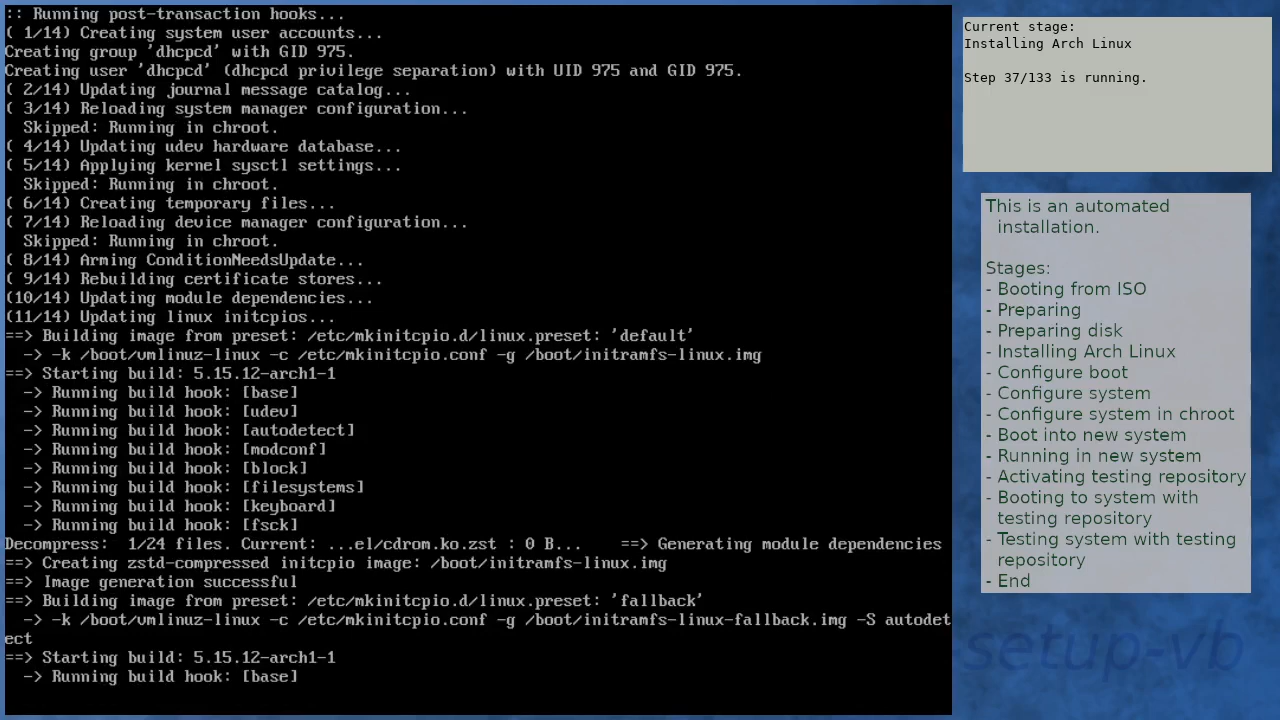 :: Running post-transaction hooks...
( 1/14) Creating system user accounts...
Creating group 'dhcpcd' with GID 975.
Creating user 'dhcpcd' (dhcpcd privilege separation) with UID 975 and GID 975.
( 2/14) Updating journal message catalog...
( 3/14) Reloading system manager configuration...
  Skipped: Running in chroot.
( 4/14) Updating udev hardware database...
( 5/14) Applying kernel sysctl settings...
  Skipped: Running in chroot.
( 6/14) Creating temporary files...
( 7/14) Reloading device manager configuration...
  Skipped: Running in chroot.
( 8/14) Arming ConditionNeedsUpdate...
( 9/14) Rebuilding certificate stores...
(10/14) Updating module dependencies...
(11/14) Updating linux initcpios...
==> Building image from preset: /etc/mkinitcpio.d/linux.preset: 'default'
  -> -k /boot/vmlinuz-linux -c /etc/mkinitcpio.conf -g /boot/initramfs-linux.img
==> Starting build: 5.15.12-arch1-1
  -> Running build hook: [base]
  -> Running build hook: [udev]
  -> Running build hook: [autodetect]
  -> Running build hook: [modconf]
  -> Running build hook: [block]
  -> Running build hook: [filesystems]
  -> Running build hook: [keyboard]
  -> Running build hook: [fsck]
Decompress:  1/24 files. Current: ...el/cdrom.ko.zst : 0 B...    ==> Generating module dependencies
==> Creating zstd-compressed initcpio image: /boot/initramfs-linux.img
==> Image generation successful
==> Building image from preset: /etc/mkinitcpio.d/linux.preset: 'fallback'
  -> -k /boot/vmlinuz-linux -c /etc/mkinitcpio.conf -g /boot/initramfs-linux-fallback.img -S autodet
ect
==> Starting build: 5.15.12-arch1-1
  -> Running build hook: [base]
Current stage:
Installing Arch Linux
Step 37/133 is running.
This is an automated
installation.
Stages:
- Booting from ISO
- Preparing
- Preparing disk
- Installing Arch Linux
- Configure boot
- Configure system
- Configure system in chroot
- Boot into new system
- Running in new system
- Activating testing repository
- Booting to system with
testing repository
- Testing system with testing
repository
- End
setup-vb